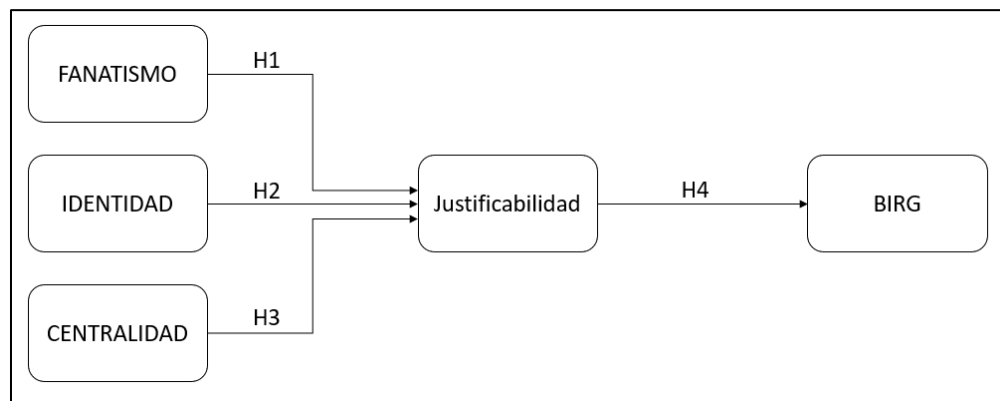 FANATISMO
H1
IDENTIDAD
H2
Justificabilidad
H4
BIRG
CENTRALIDAD
H3